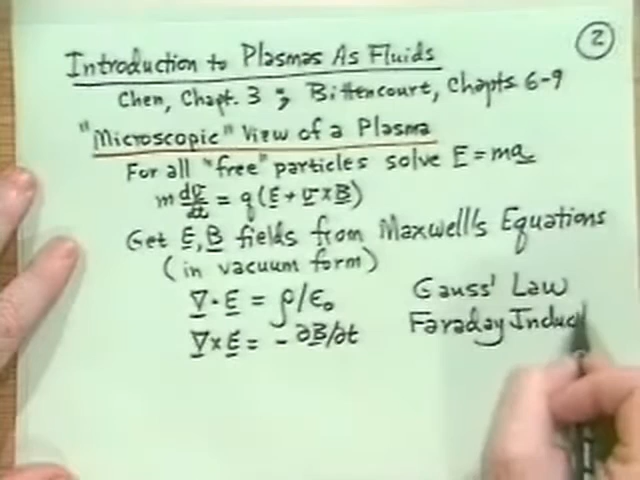 2
Introduction to Plasmas As Fluids
Chen, Chapt. 3 ; Bittencourt, Chapts 6-9
"Microscopic" View of a Plasma
For all "free" particles solve F = ma
m dv/dt = q (E + v × B)
Get E, B fields from Maxwell's Equations
(in vacuum form)
∇ · E = ρ/ε₀ Gauss' Law
∇ × E = - ∂B/∂t Faraday Induc